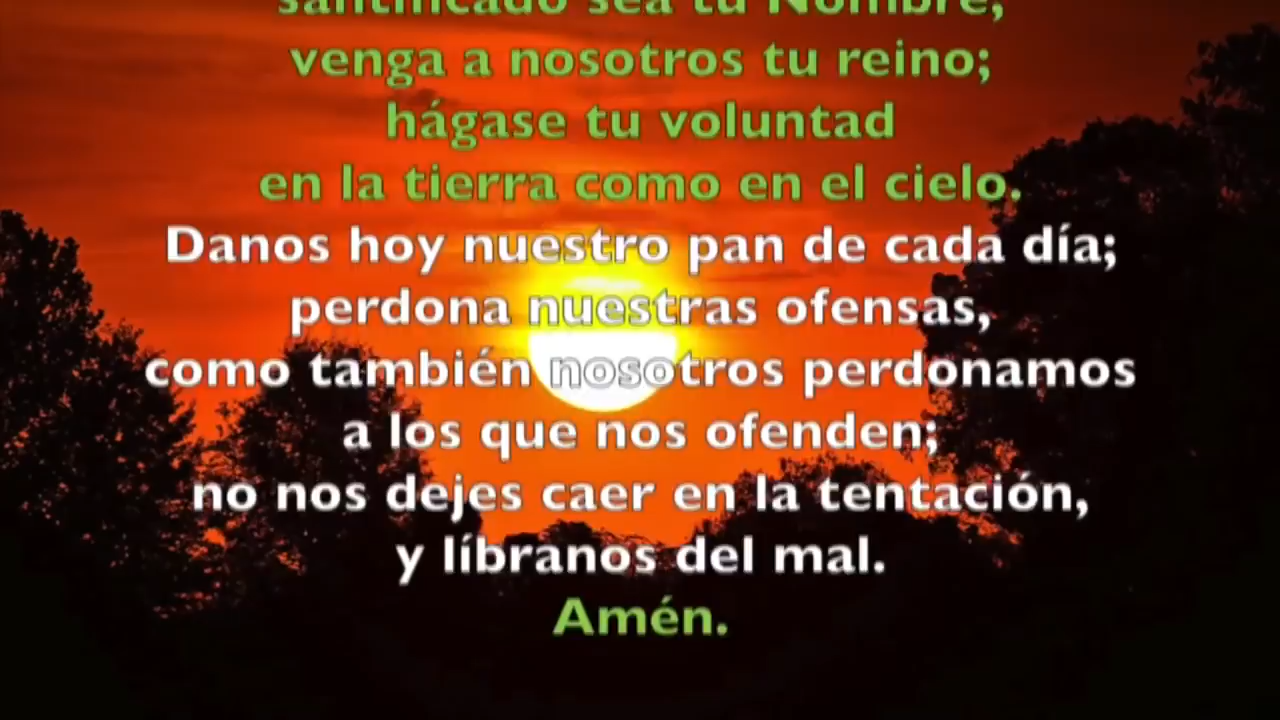 santificado sea tu Nombre,
venga a nosotros tu reino;
hágase tu voluntad
en la tierra como en el cielo.
Danos hoy nuestro pan de cada día;
perdona nuestras ofensas,
como también nosotros perdonamos
a los que nos ofenden;
no nos dejes caer en la tentación,
y líbranos del mal.
Amén.